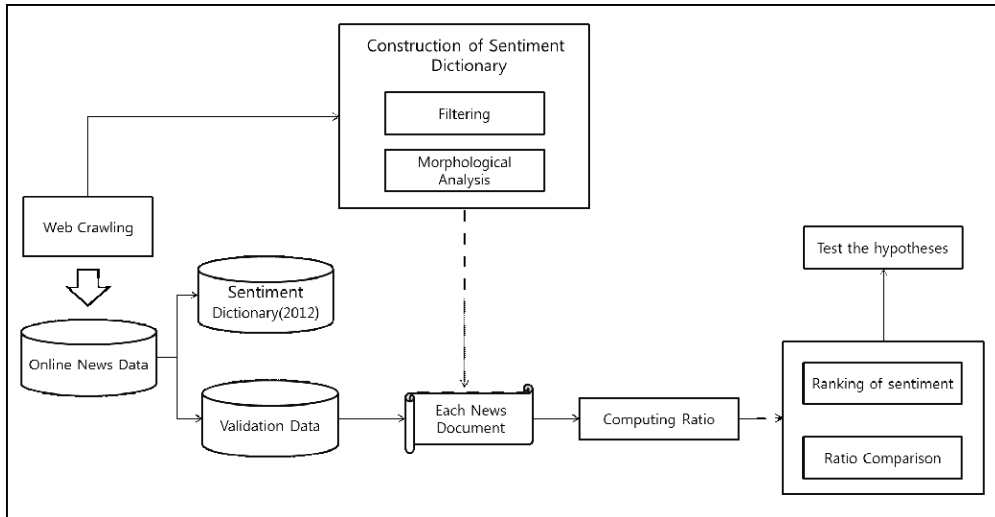 Construction of Sentiment
Dictionary
Filtering
Morphological
Analysis
Web Crawling
Test the hypotheses
Sentiment
Dictionary(2012)
Online News Data
Validation Data
Each News
Document
Computing Ratio
Ranking of sentiment
Ratio Comparison